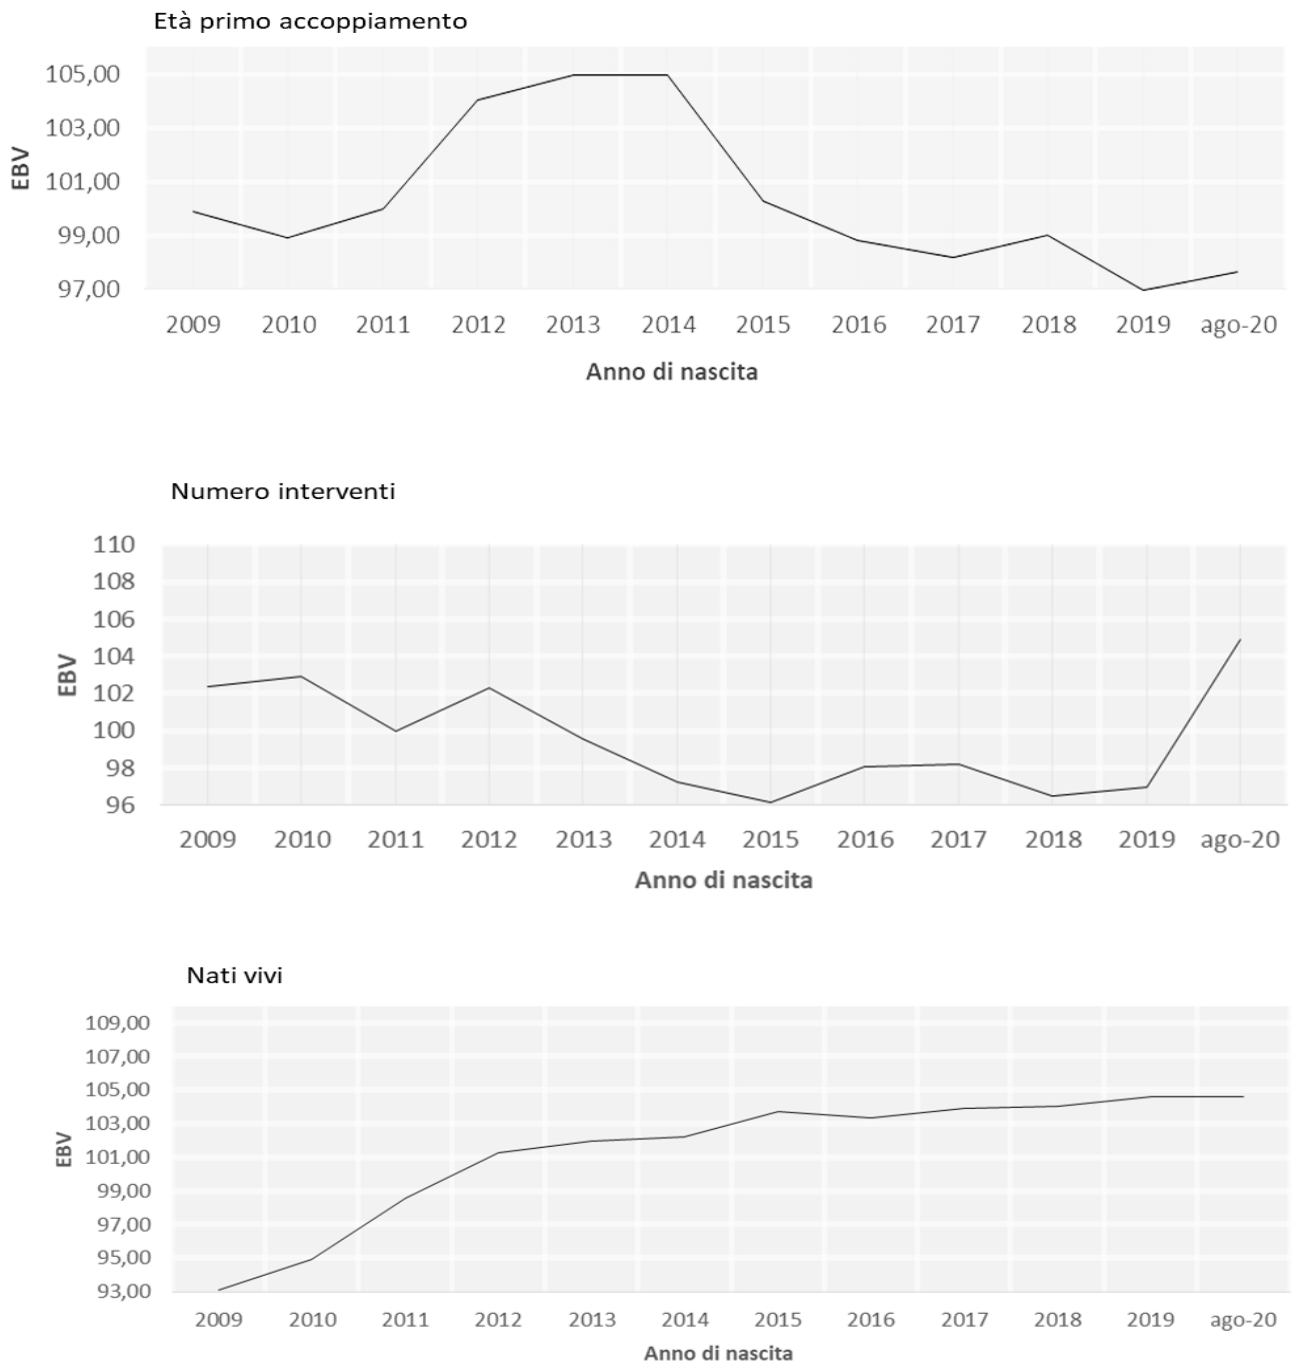 Età primo accoppiamento
105,00
103,00
101,00
99,00
97,00
EBV
2009 2010 2011 2012 2013 2014 2015 2016 2017 2018 2019 ago-20
Anno di nascita
Numero interventi
110
108
106
104
102
100
98
96
EBV
2009 2010 2011 2012 2013 2014 2015 2016 2017 2018 2019 ago-20
Anno di nascita
Nati vivi
109,00
107,00
105,00
103,00
101,00
99,00
97,00
95,00
93,00
EBV
2009 2010 2011 2012 2013 2014 2015 2016 2017 2018 2019 ago-20
Anno di nascita